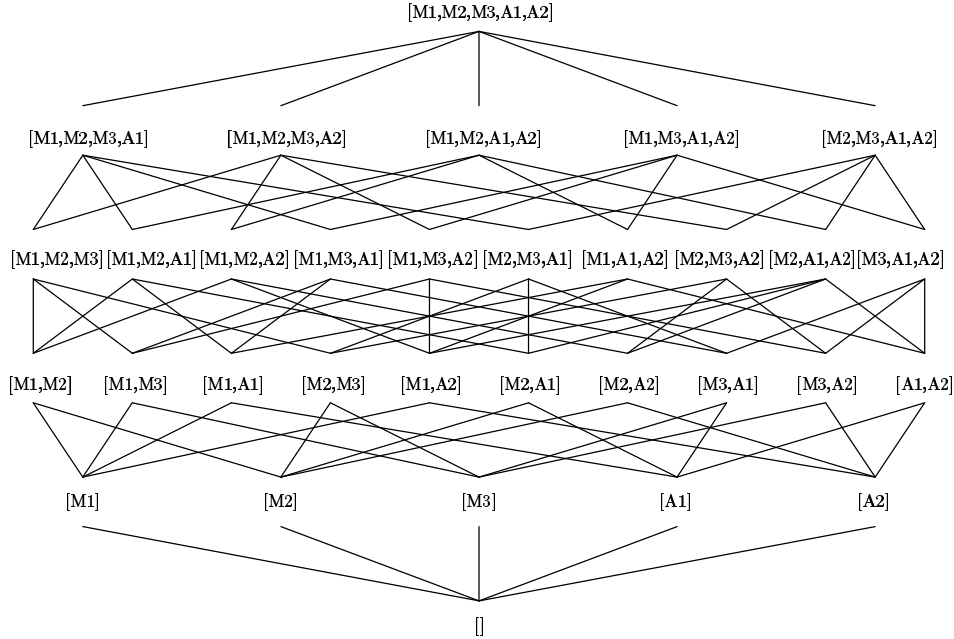 [M1,M2,M3,A1,A2]
[M1,M2,M3,A1] [M1,M2,M3,A2] [M1,M2,A1,A2] [M1,M3,A1,A2] [M2,M3,A1,A2]
[M1,M2,M3] [M1,M2,A1] [M1,M2,A2] [M1,M3,A1] [M1,M3,A2] [M2,M3,A1] [M1,A1,A2] [M2,M3,A2] [M2,A1,A2] [M3,A1,A2]
[M1,M2] [M1,M3] [M1,A1] [M2,M3] [M1,A2] [M2,A1] [M2,A2] [M3,A1] [M3,A2] [A1,A2]
[M1] [M2] [M3] [A1] [A2]
[]